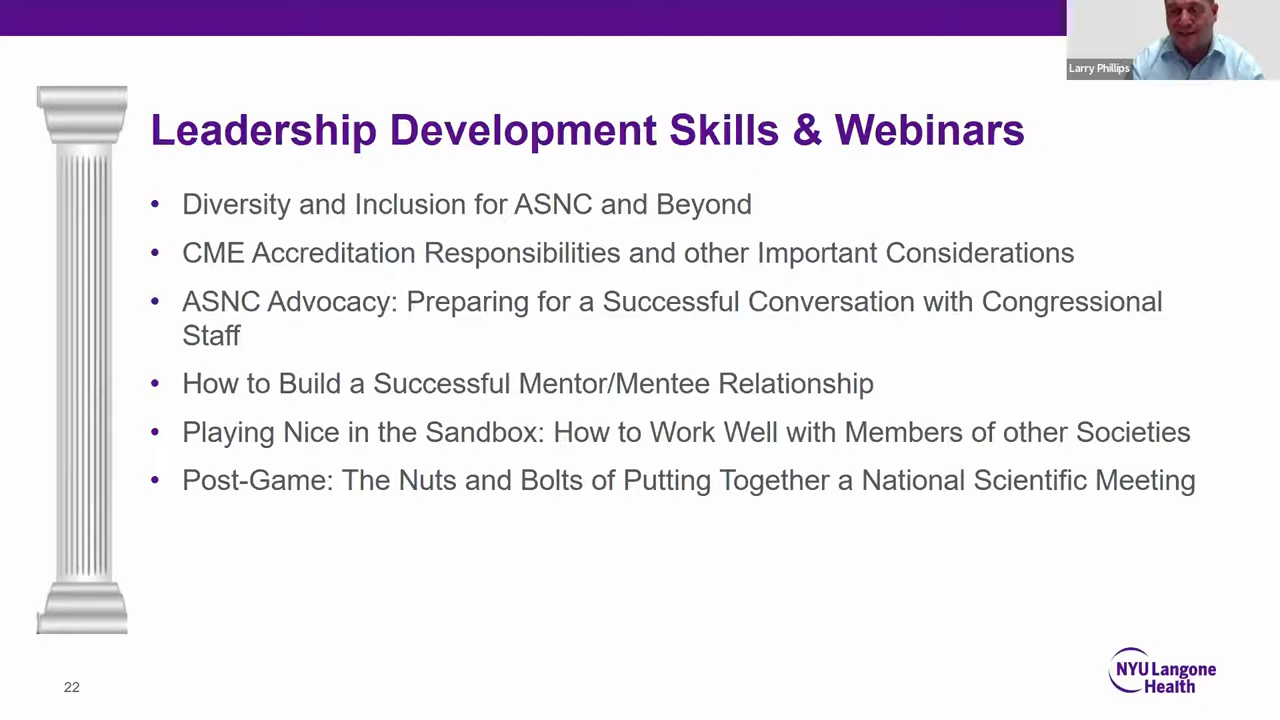 Larry Phillips
Leadership Development Skills & Webinars
• Diversity and Inclusion for ASNC and Beyond
• CME Accreditation Responsibilities and other Important Considerations
• ASNC Advocacy: Preparing for a Successful Conversation with Congressional
Staff
• How to Build a Successful Mentor/Mentee Relationship
• Playing Nice in the Sandbox: How to Work Well with Members of other Societies
• Post-Game: The Nuts and Bolts of Putting Together a National Scientific Meeting
22
NYU Langone
Health